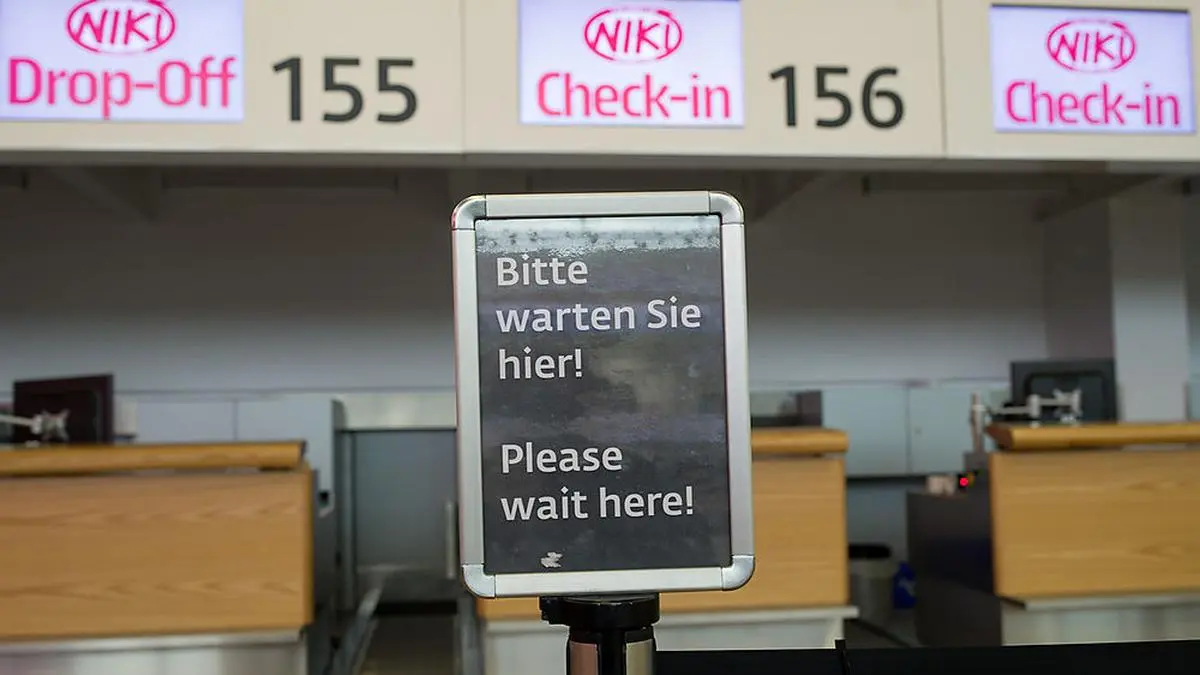 NIKI
Drop-Off
155
NIKI
Check-in
156
NIKI
Check-in
Bitte
warten Sie
hier!
Please
wait here!